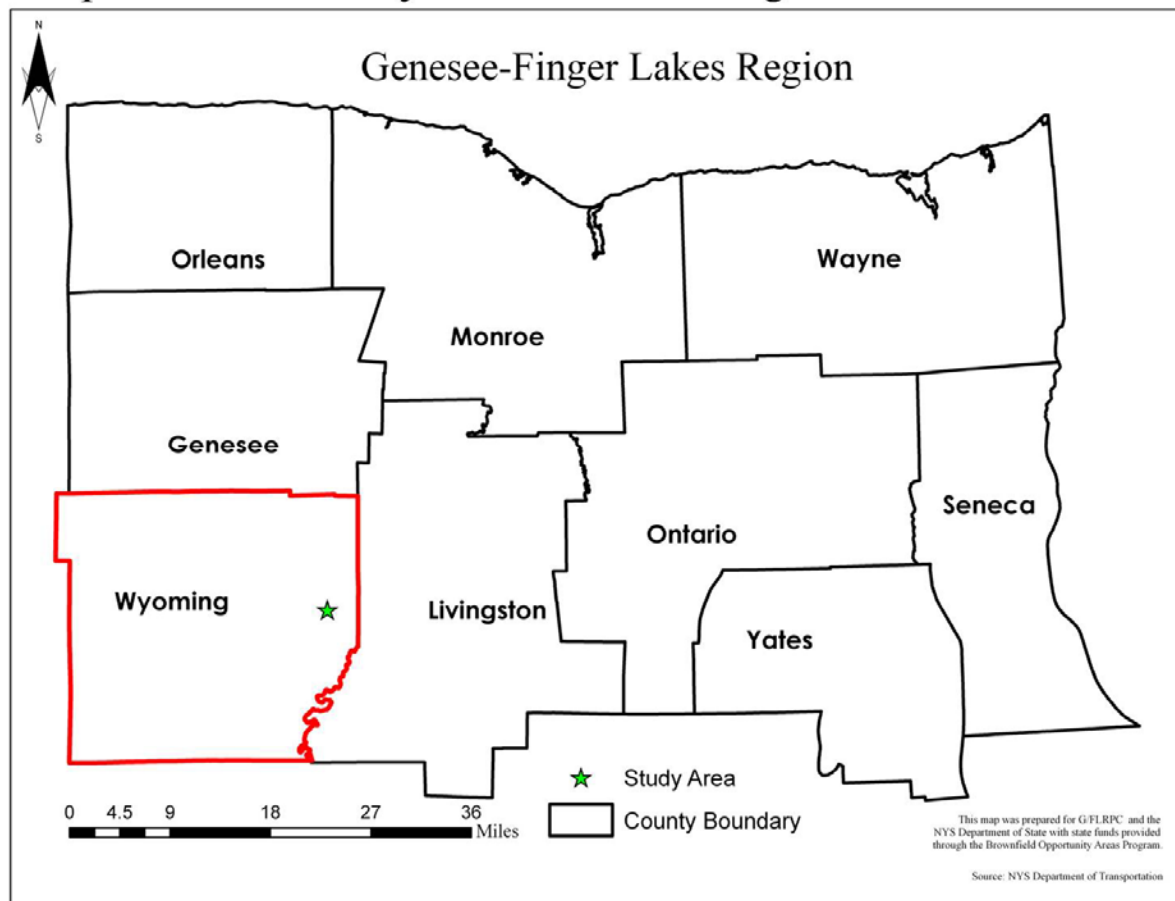 N
S
Genesee-Finger Lakes Region
Orleans
Wayne
Monroe
Genesee
Seneca
Ontario
Wyoming
Livingston
Yates
Study Area
County Boundary
0 4.5 9 18 27 36
Miles
This map was prepared for G/FLRPC and the
NYS Department of State with state funds provided
through the Brownfield Opportunity Areas Program.
Source: NYS Department of Transportation